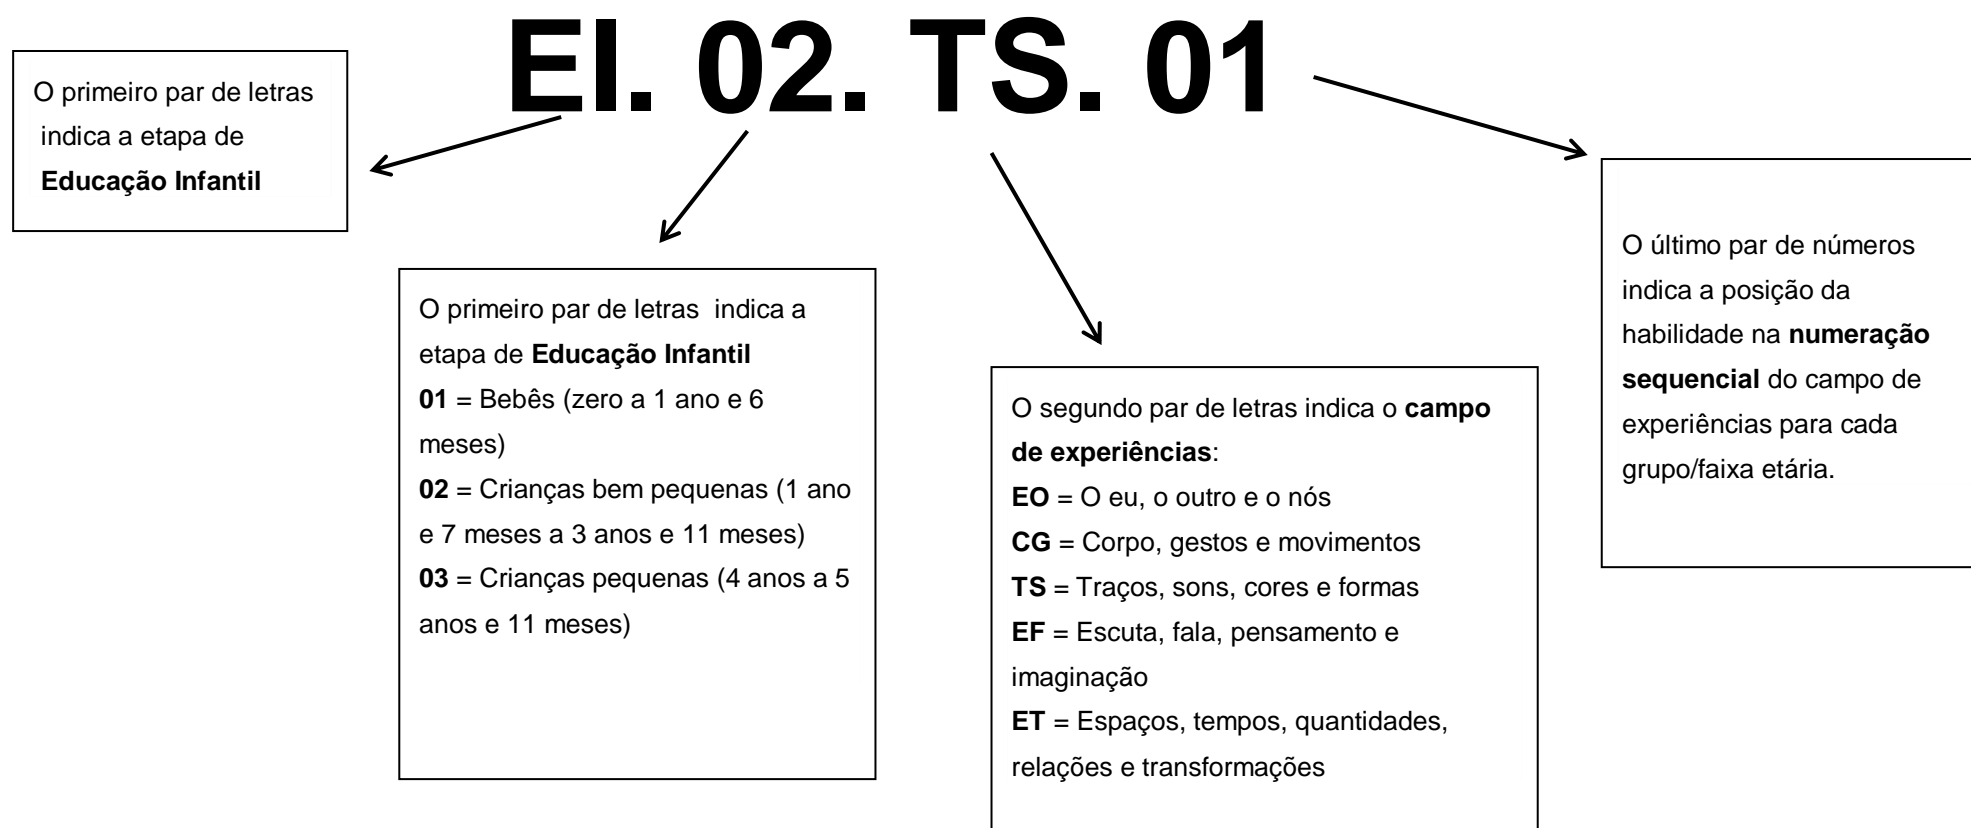 EI. 02. TS. 01
O primeiro par de letras
indica a etapa de
Educação Infantil
O primeiro par de letras  indica a
etapa de Educação Infantil
01 = Bebês (zero a 1 ano e 6
meses)
02 = Crianças bem pequenas (1 ano
e 7 meses a 3 anos e 11 meses)
03 = Crianças pequenas (4 anos a 5
anos e 11 meses)
O segundo par de letras indica o campo
de experiências:
EO = O eu, o outro e o nós
CG = Corpo, gestos e movimentos
TS = Traços, sons, cores e formas
EF = Escuta, fala, pensamento e
imaginação
ET = Espaços, tempos, quantidades,
relações e transformações
O último par de números
indica a posição da
habilidade na numeração
sequencial do campo de
experiências para cada
grupo/faixa etária.